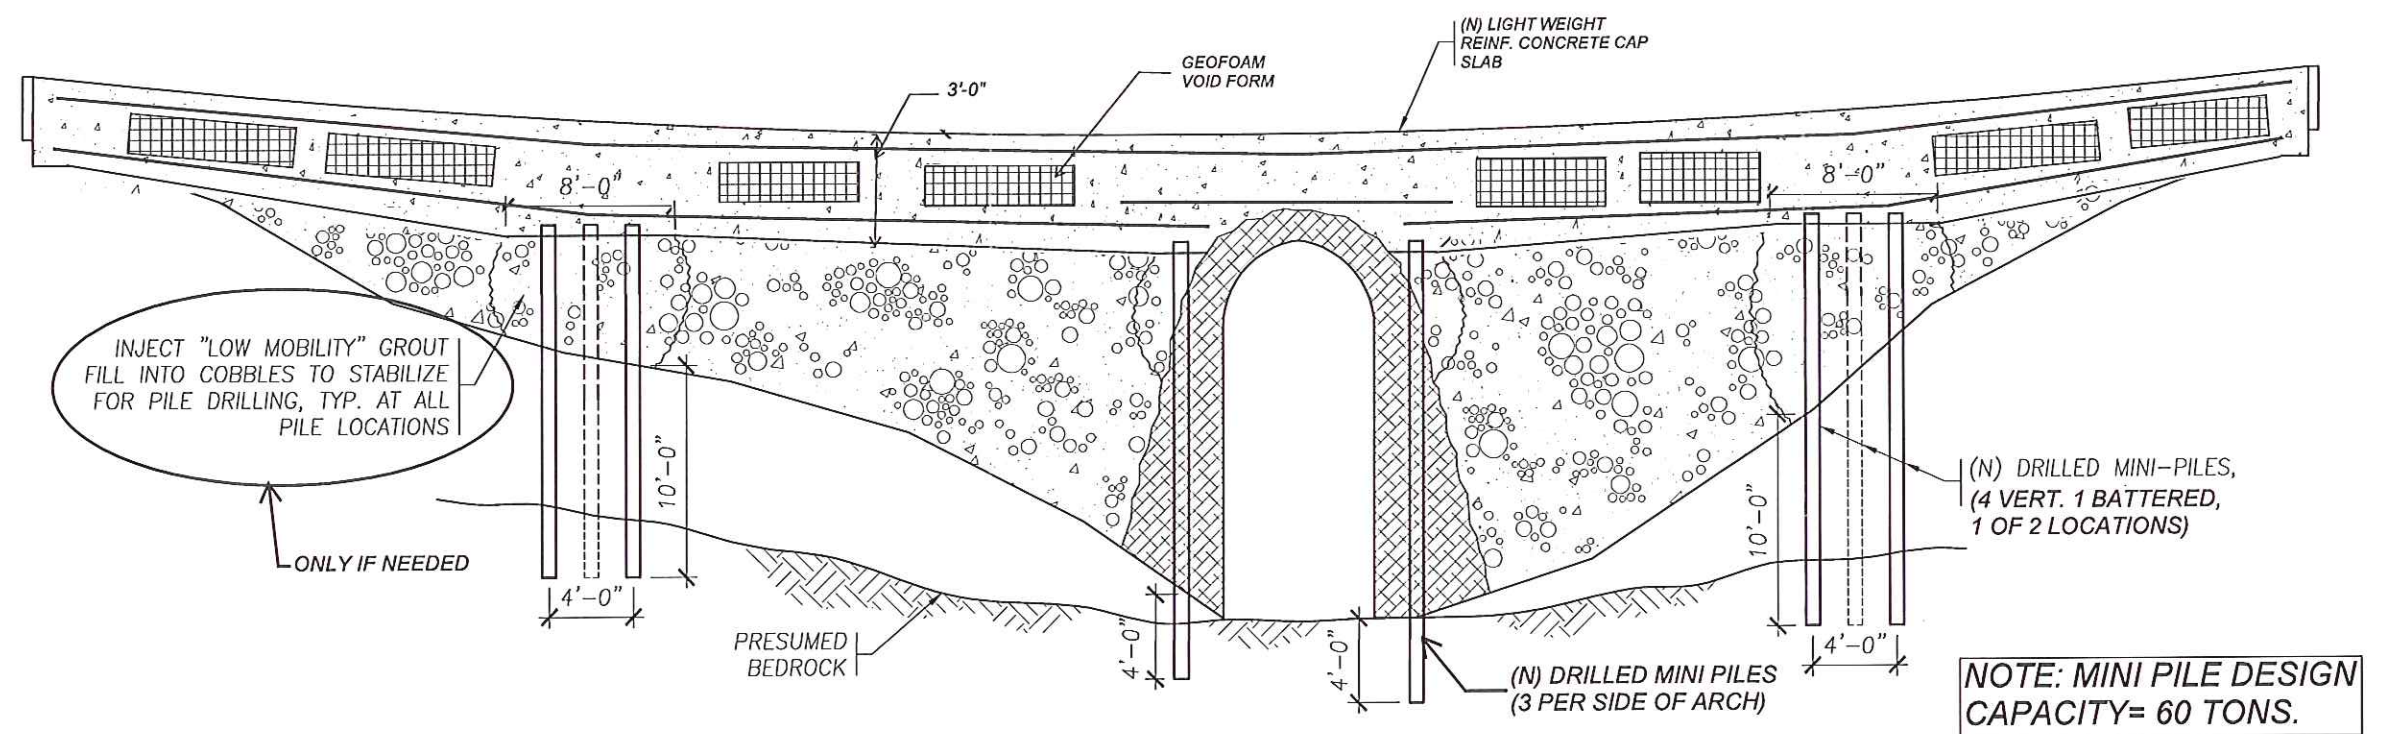 (N) LIGHT WEIGHT
REINF. CONCRETE CAP
SLAB
GEOFOAM
VOID FORM
3'-0"
8'-0"
8'-0"
INJECT "LOW MOBILITY" GROUT
FILL INTO COBBLES TO STABILIZE
FOR PILE DRILLING, TYP. AT ALL
PILE LOCATIONS
ONLY IF NEEDED
10'-0"
4'-0"
PRESUMED
BEDROCK
4'-0"
4'-0"
(N) DRILLED MINI PILES
(3 PER SIDE OF ARCH)
10'-0"
4'-0"
(N) DRILLED MINI-PILES,
(4 VERT. 1 BATTERED,
1 OF 2 LOCATIONS)
NOTE: MINI PILE DESIGN
CAPACITY= 60 TONS.